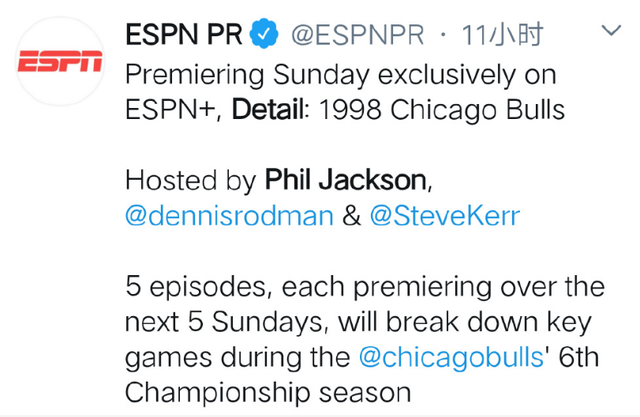 ESPN
ESPN PR @ESPNPR · 11小时
Premiering Sunday exclusively on
ESPN+, Detail: 1998 Chicago Bulls
Hosted by Phil Jackson,
@dennisrodman & @SteveKerr
5 episodes, each premiering over the
next 5 Sundays, will break down key
games during the @chicagobulls' 6th
Championship season